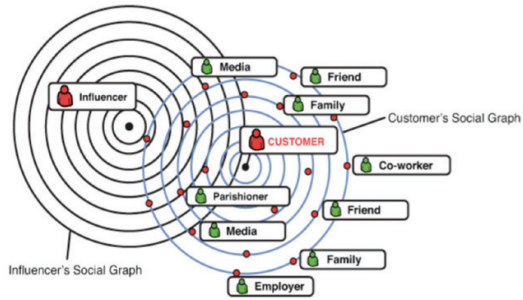 Media
Friend
Influencer
Family
Customer's Social Graph
CUSTOMER
Co-worker
Parishioner
Friend
Media
Family
Influencer's Social Graph
Employer